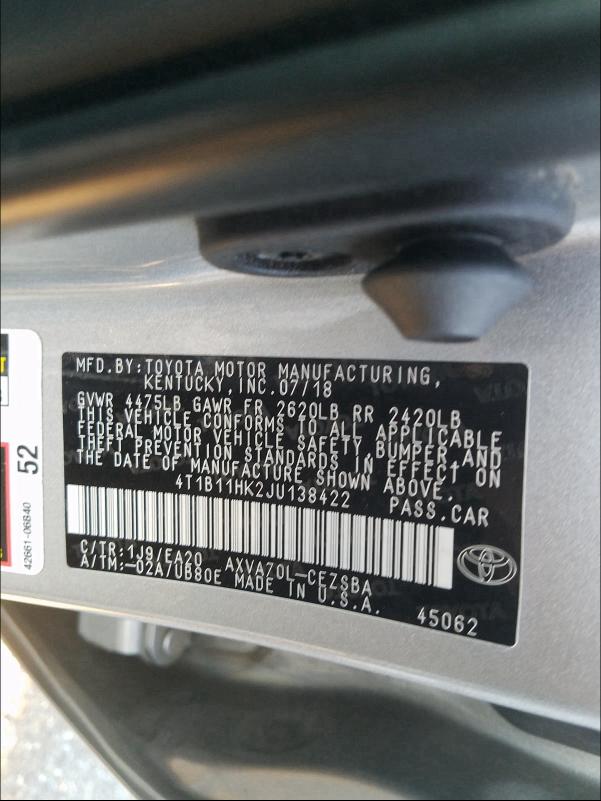 MFD.BY:TOYOTA MOTOR MANUFACTURING,
KENTUCKY, INC. 07/18
GVWR 4475LB GAWR FR 2620LB RR 2420LB
THIS VEHICLE CONFORMS TO ALL APPLICABLE
FEDERAL MOTOR VEHICLE SAFETY, BUMPER, AND
THEFT PREVENTION STANDARDS IN EFFECT ON
THE DATE OF MANUFACTURE SHOWN ABOVE.
4T1B11HK2JU138422 PASS.CAR
C/TR:1J9/EA20 AXVA70L-CEZSBA
A/TM:-02A/UB80E MADE IN U.S.A.
45062
52
42661-06840